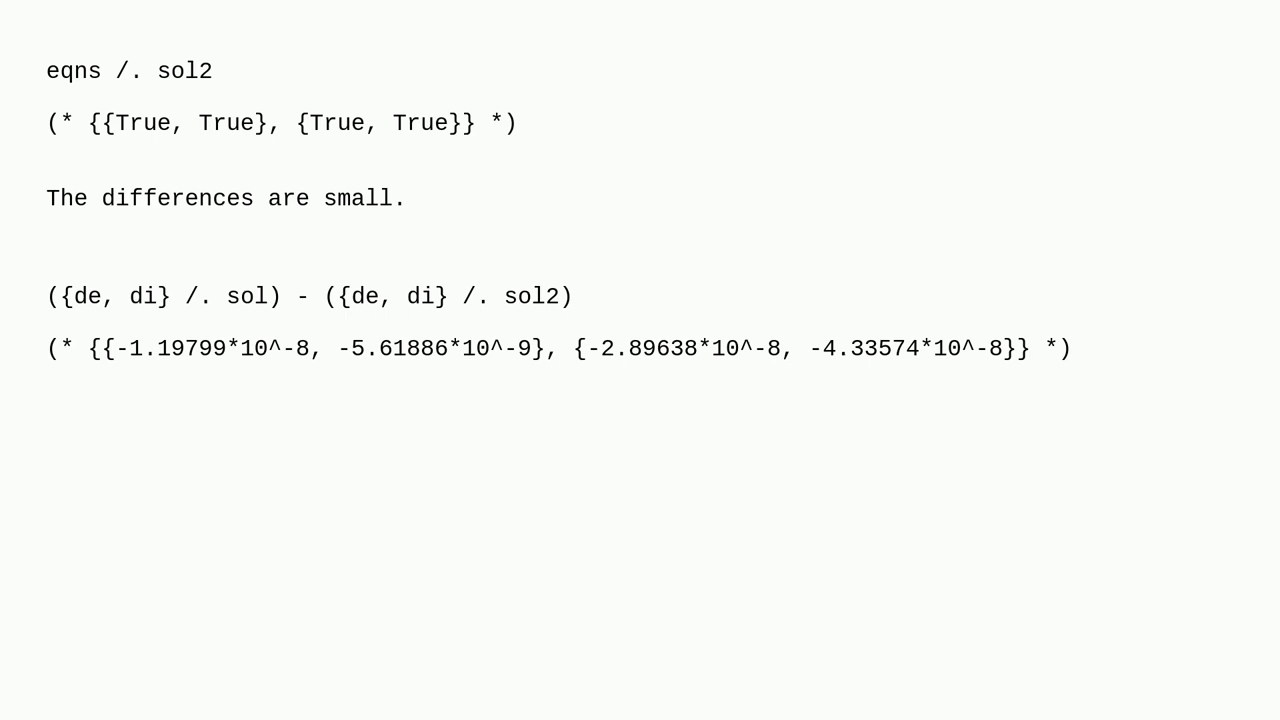 eqns /. sol2
(* {{True, True}, {True, True}} *)
The differences are small.
({de, di} /. sol) - ({de, di} /. sol2)
(* {{-1.19799*10^-8, -5.61886*10^-9}, {-2.89638*10^-8, -4.33574*10^-8}} *)